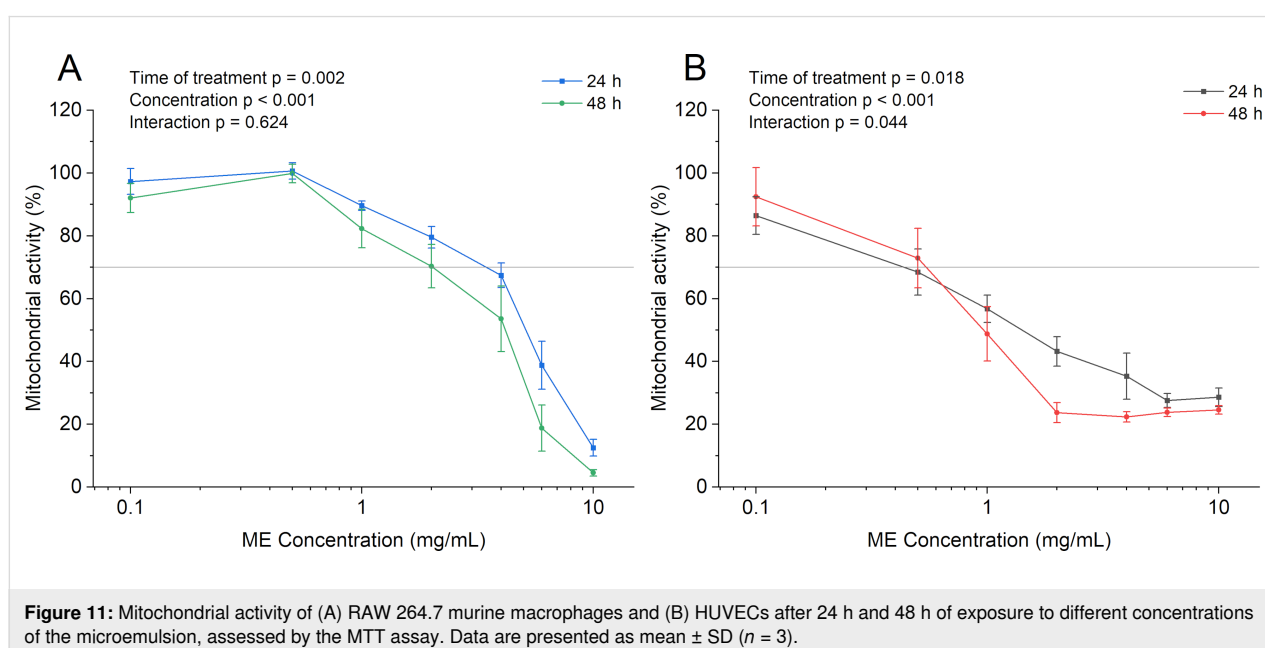 A
Time of treatment p = 0.002
Concentration p < 0.001
Interaction p = 0.624
24 h
48 h
120
100
80
60
40
20
0
Mitochondrial activity (%)
0.1
1
10
ME Concentration (mg/mL)
B
Time of treatment p = 0.018
Concentration p < 0.001
Interaction p = 0.044
24 h
48 h
120
100
80
60
40
20
0
Mitochondrial activity (%)
0.1
1
10
ME Concentration (mg/mL)
Figure 11: Mitochondrial activity of (A) RAW 264.7 murine macrophages and (B) HUVECs after 24 h and 48 h of exposure to different concentrations
of the microemulsion, assessed by the MTT assay. Data are presented as mean ± SD (n = 3).